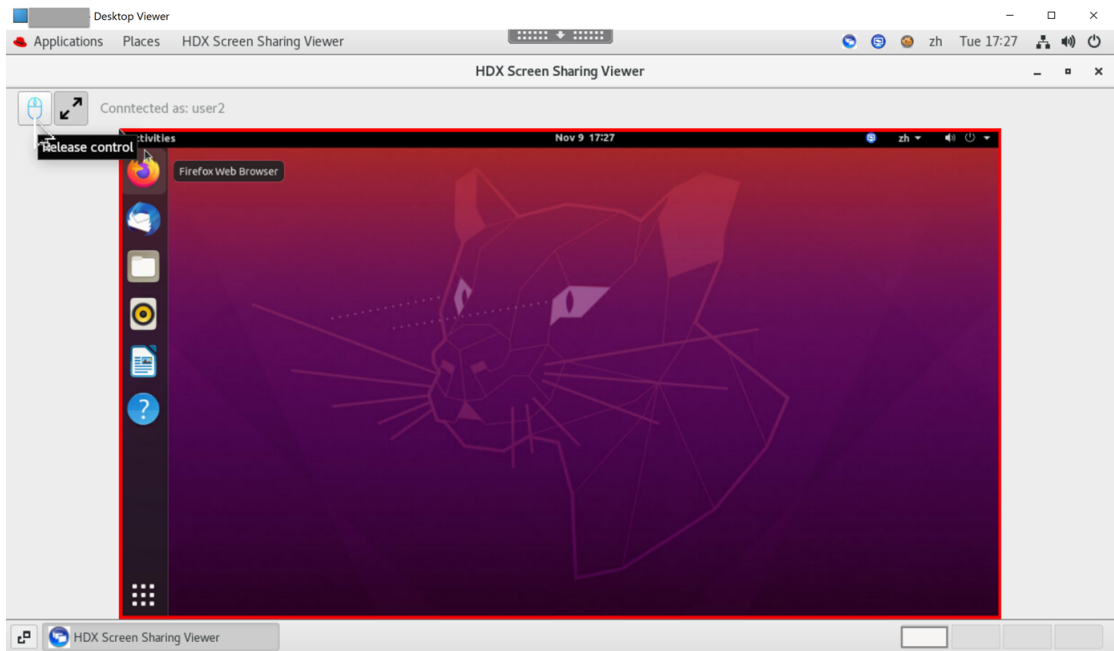 - Desktop Viewer
Applications Places HDX Screen Sharing Viewer zh Tue 17:27
HDX Screen Sharing Viewer
Conntected as: user2
Release control
tivities Nov 9 17:27 zh
Firefox Web Browser
HDX Screen Sharing Viewer